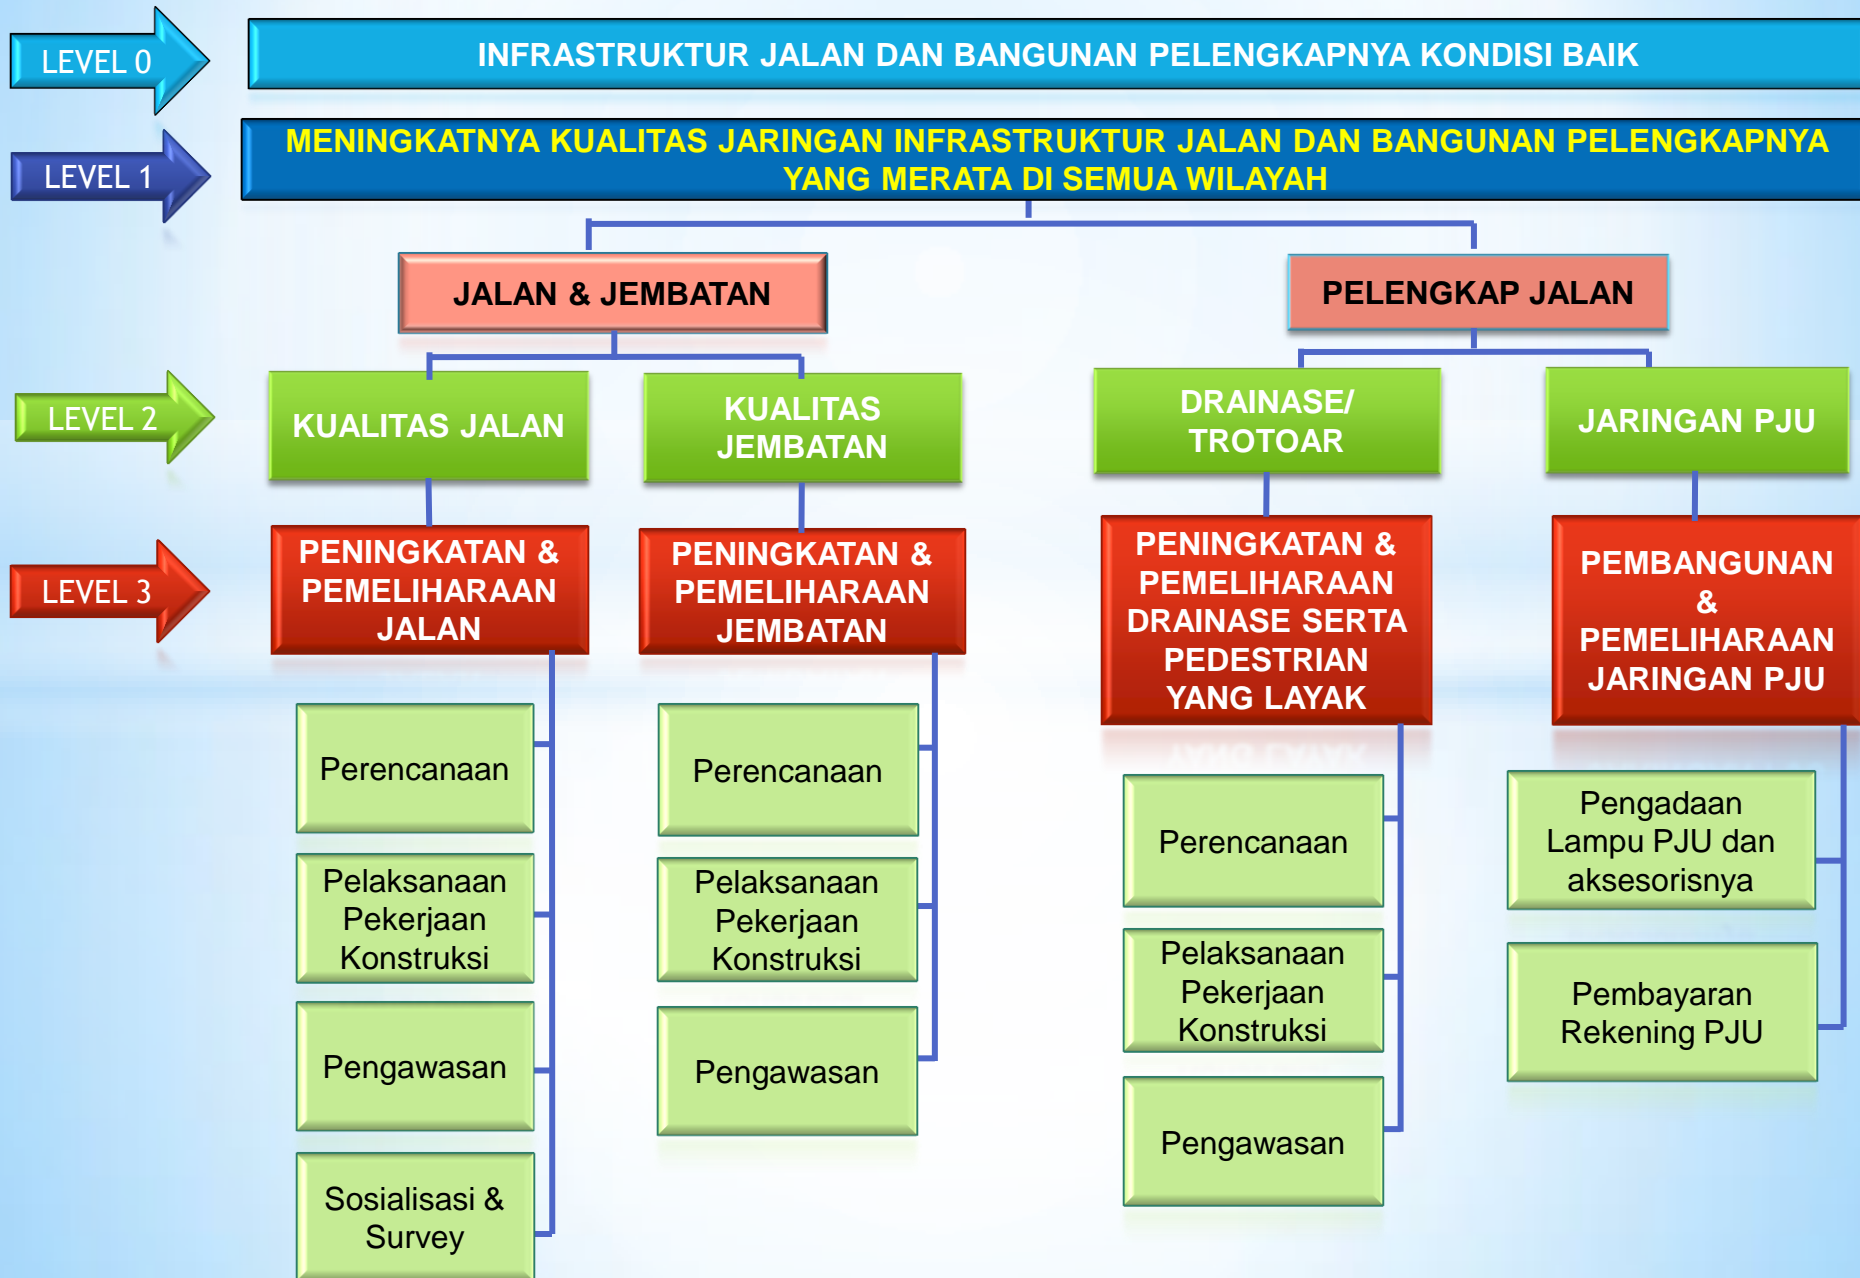 LEVEL 0
INFRASTRUKTUR JALAN DAN BANGUNAN PELENGKAPNYA KONDISI BAIK
LEVEL 1
MENINGKATNYA KUALITAS JARINGAN INFRASTRUKTUR JALAN DAN BANGUNAN PELENGKAPNYA
YANG MERATA DI SEMUA WILAYAH
JALAN & JEMBATAN
PELENGKAP JALAN
LEVEL 2
KUALITAS JALAN
KUALITAS
JEMBATAN
DRAINASE/
TROTOAR
JARINGAN PJU
LEVEL 3
PENINGKATAN &
PEMELIHARAAN
JALAN
PENINGKATAN &
PEMELIHARAAN
JEMBATAN
PENINGKATAN &
PEMELIHARAAN
DRAINASE SERTA
PEDESTRIAN
YANG LAYAK
PEMBANGUNAN
&
PEMELIHARAAN
JARINGAN PJU
Perencanaan
Pelaksanaan
Pekerjaan
Konstruksi
Pengawasan
Sosialisasi &
Survey
Perencanaan
Pelaksanaan
Pekerjaan
Konstruksi
Pengawasan
Perencanaan
Pelaksanaan
Pekerjaan
Konstruksi
Pengawasan
Pengadaan
Lampu PJU dan
aksesorisnya
Pembayaran
Rekening PJU